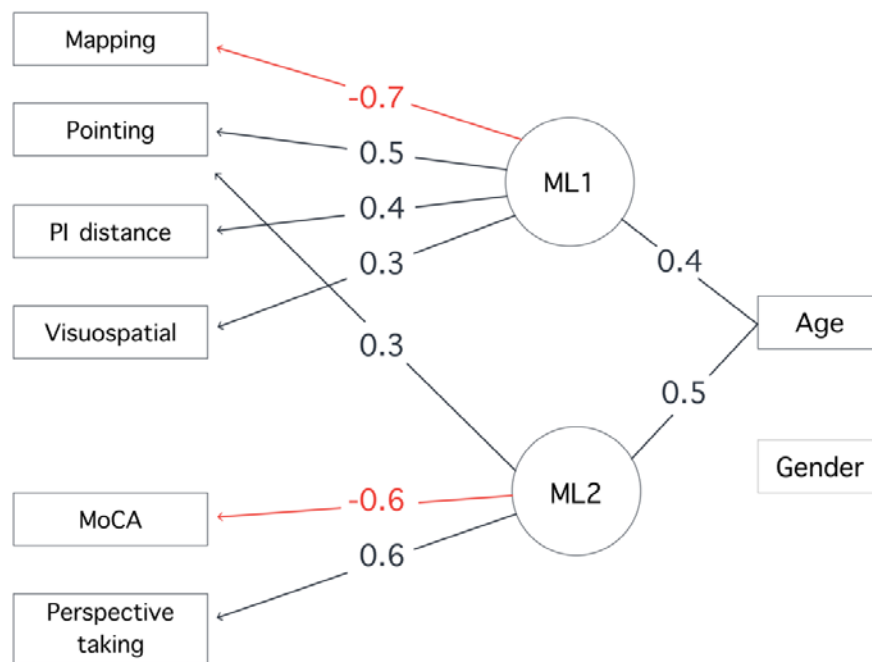 Mapping
-0.7
Pointing
0.5
ML1
PI distance
0.4
0.4
0.3
Visuospatial
0.3
Age
0.5
Gender
MoCA
-0.6
ML2
0.6
Perspective
taking